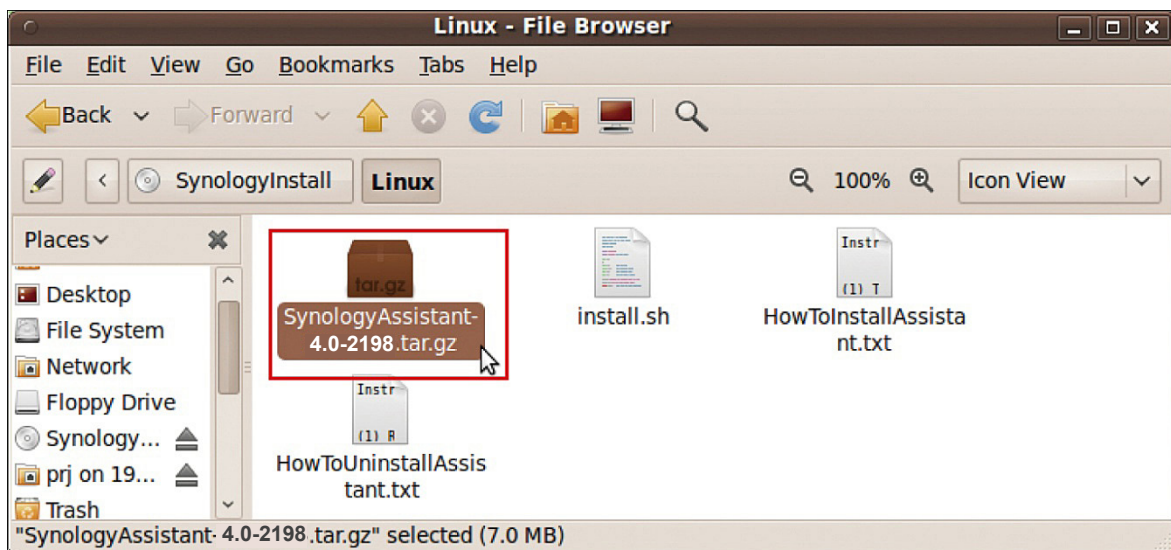 Linux - File Browser
File Edit View Go Bookmarks Tabs Help
Back Forward
SynologyInstall Linux 100% Icon View
Places
Desktop
File System
Network
Floppy Drive
Synology...
prj on 19...
Trash
tar.gz
SynologyAssistant-
4.0-2198.tar.gz
install.sh
Instr
(1) T
HowToInstallAssista
nt.txt
Instr
(1) R
HowToUninstallAssis
tant.txt
"SynologyAssistant- 4.0-2198.tar.gz" selected (7.0 MB)